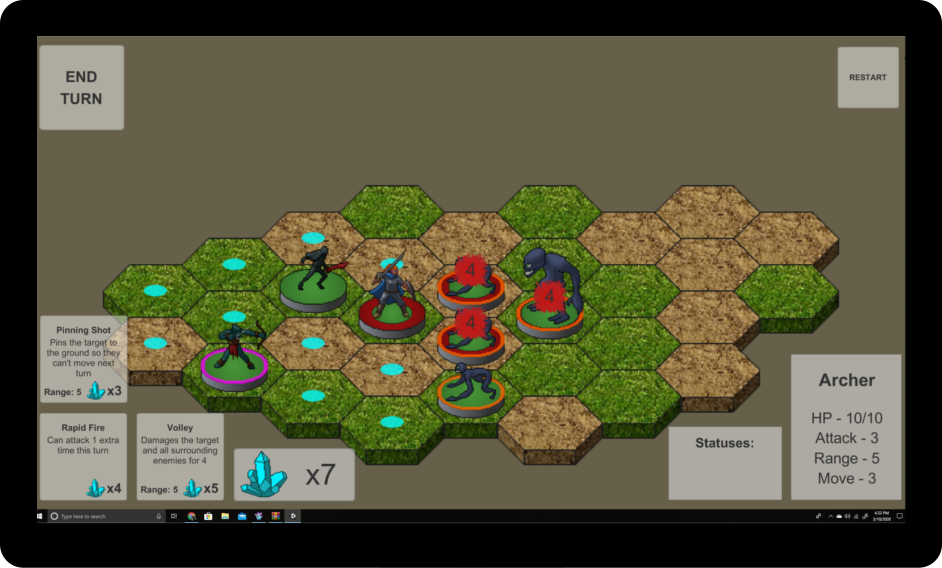 END
TURN
RESTART
4
4
4
Pinning Shot
Pins the target to
the ground so they
can't move next
turn
Range: 5 x3
Rapid Fire
Can attack 1 extra
time this turn
x4
Volley
Damages the target
and all surrounding
enemies for 4
Range: 5 x5
x7
Statuses:
Archer
HP - 10/10
Attack - 3
Range - 5
Move - 3
Type here to search
4:22 PM